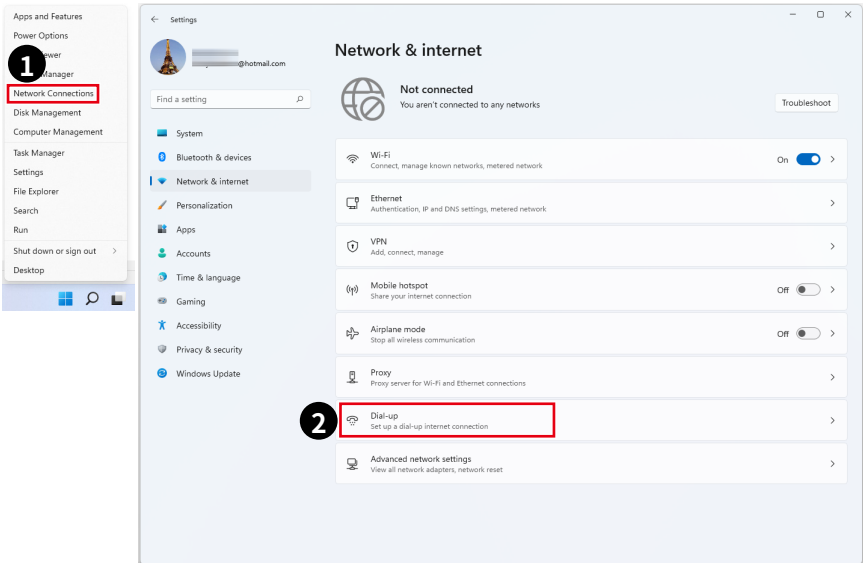 Apps and Features
Power Options
ewer
1
Manager
Network Connections
Disk Management
Computer Management
Task Manager
Settings
File Explorer
Search
Run
Shut down or sign out
Desktop
Settings
@hotmail.com
Find a setting
System
Bluetooth & devices
Network & internet
Personalization
Apps
Accounts
Time & language
Gaming
Accessibility
Privacy & security
Windows Update
Network & internet
Not connected
You aren't connected to any networks
Troubleshoot
Wi-Fi
Connect, manage known networks, metered network
On
Ethernet
Authentication, IP and DNS settings, metered network
VPN
Add, connect, manage
Mobile hotspot
Share your internet connection
Off
Airplane mode
Stop all wireless communication
Off
Proxy
Proxy server for Wi-Fi and Ethernet connections
2
Dial-up
Set up a dial-up internet connection
Advanced network settings
View all network adapters, network reset